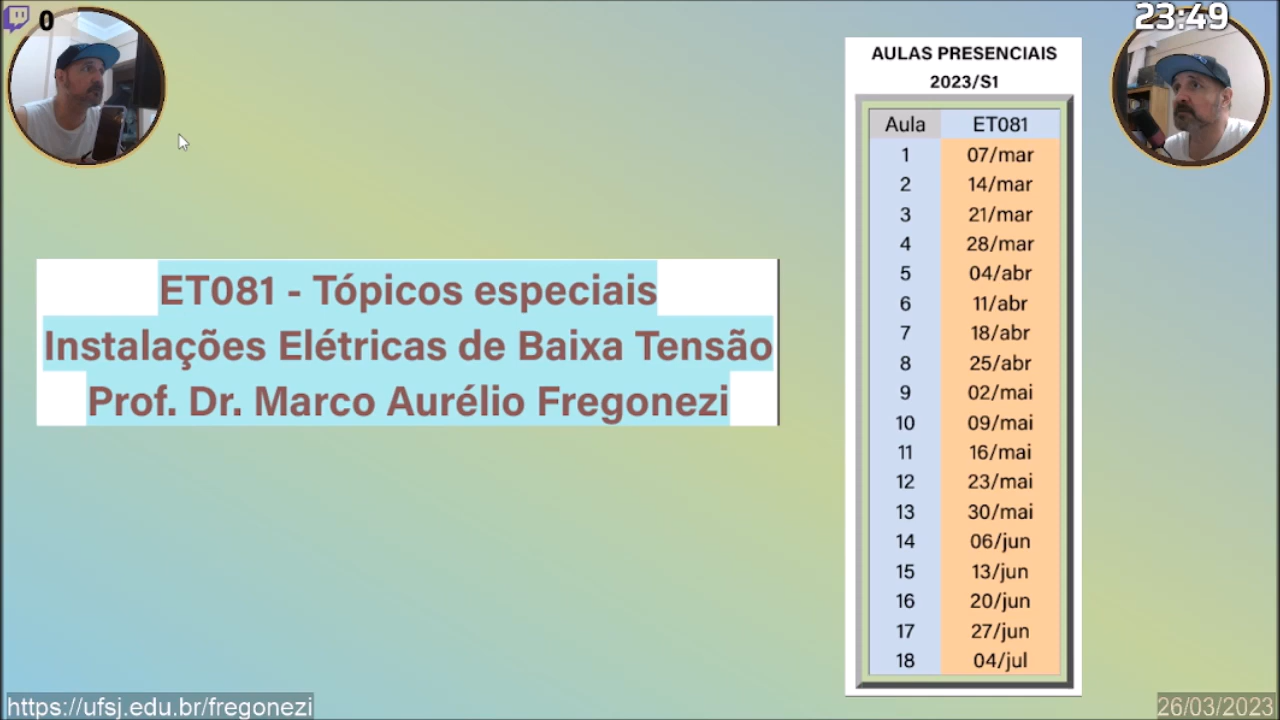 0
23:49
AULAS PRESENCIAIS
2023/S1
Aula ET081
1 07/mar
2 14/mar
3 21/mar
4 28/mar
5 04/abr
6 11/abr
7 18/abr
8 25/abr
9 02/mai
10 09/mai
11 16/mai
12 23/mai
13 30/mai
14 06/jun
15 13/jun
16 20/jun
17 27/jun
18 04/jul
ET081 - Tópicos especiais
Instalações Elétricas de Baixa Tensão
Prof. Dr. Marco Aurélio Fregonezi
https://ufsj.edu.br/fregonezi
26/03/2023